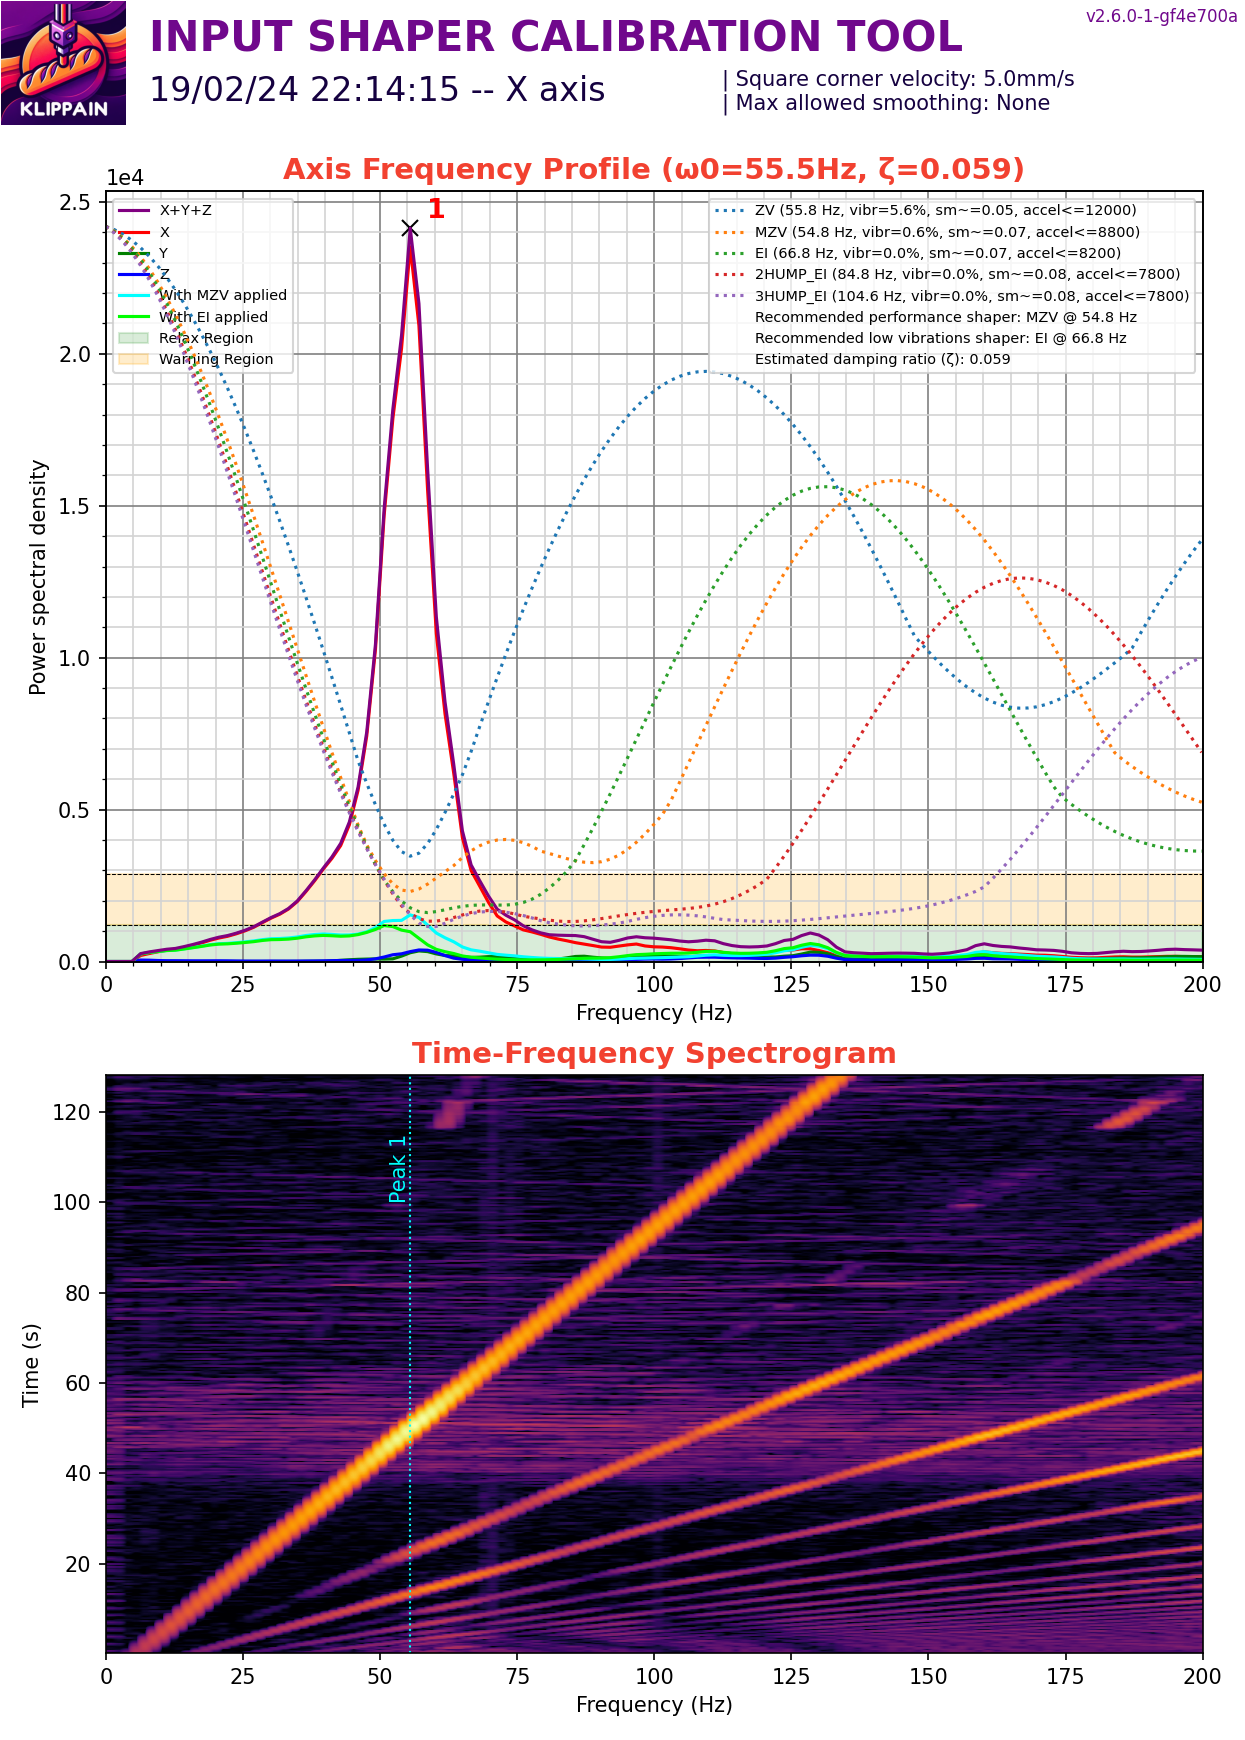 KLIPPAIN
INPUT SHAPER CALIBRATION TOOL
v2.6.0-1-gf4e700a
19/02/24 22:14:15 -- X axis
| Square corner velocity: 5.0mm/s
| Max allowed smoothing: None
Axis Frequency Profile (ω0=55.5Hz, ζ=0.059)
1e4
2.5
2.0
1.5
1.0
0.5
0.0
Power spectral density
X+Y+Z
X
Y
Z
With MZV applied
With EI applied
Relax Region
Warning Region
1
ZV (55.8 Hz, vibr=5.6%, sm~=0.05, accel<=12000)
MZV (54.8 Hz, vibr=0.6%, sm~=0.07, accel<=8800)
EI (66.8 Hz, vibr=0.0%, sm~=0.07, accel<=8200)
2HUMP_EI (84.8 Hz, vibr=0.0%, sm~=0.08, accel<=7800)
3HUMP_EI (104.6 Hz, vibr=0.0%, sm~=0.08, accel<=7800)
Recommended performance shaper: MZV @ 54.8 Hz
Recommended low vibrations shaper: EI @ 66.8 Hz
Estimated damping ratio (ζ): 0.059
0 25 50 75 100 125 150 175 200
Frequency (Hz)
Time-Frequency Spectrogram
120
100
80
60
40
20
Time (s)
Peak 1
0 25 50 75 100 125 150 175 200
Frequency (Hz)